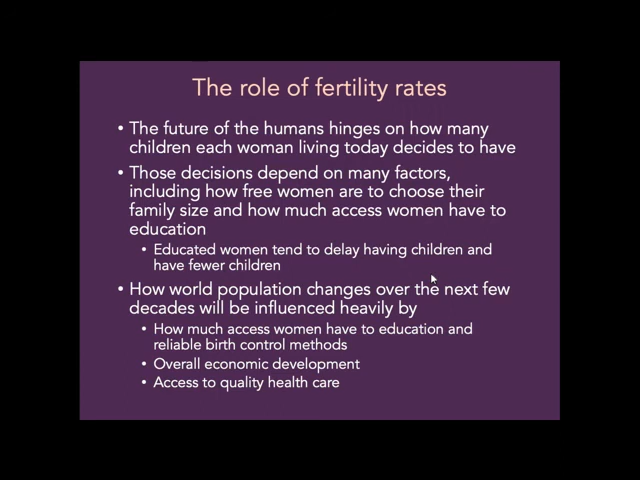 The role of fertility rates
• The future of the humans hinges on how many
children each woman living today decides to have
• Those decisions depend on many factors,
including how free women are to choose their
family size and how much access women have to
education
• Educated women tend to delay having children and
have fewer children
• How world population changes over the next few
decades will be influenced heavily by
• How much access women have to education and
reliable birth control methods
• Overall economic development
• Access to quality health care